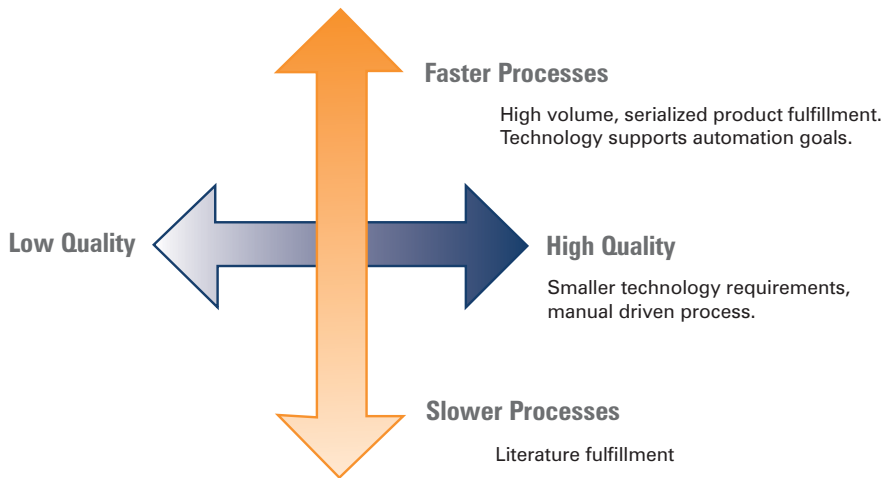 Faster Processes
High volume, serialized product fulfillment.
Technology supports automation goals.
Low Quality
High Quality
Smaller technology requirements,
manual driven process.
Slower Processes
Literature fulfillment